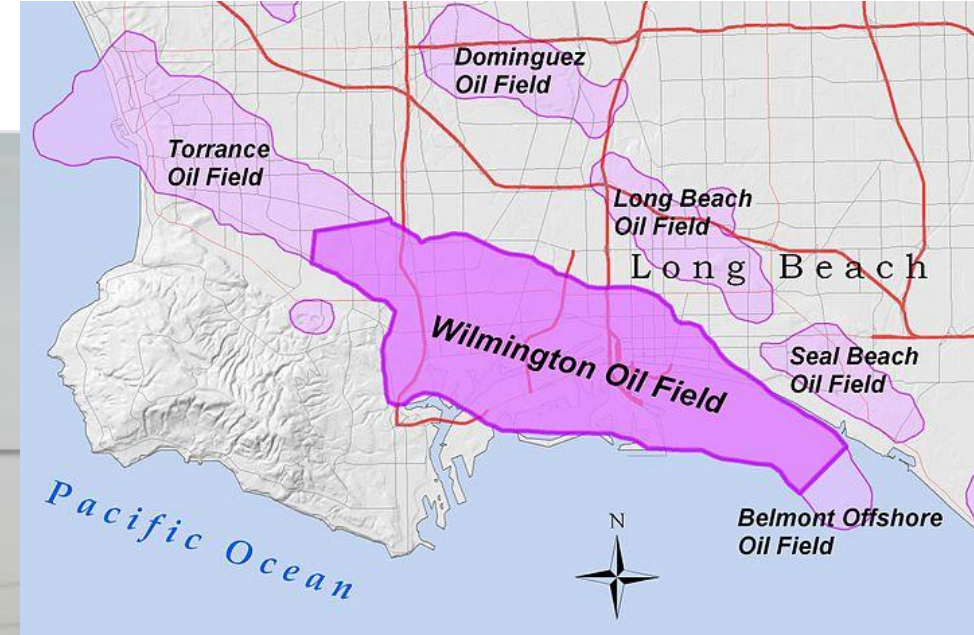 Dominguez
Oil Field
Torrance
Oil Field
Long Beach
Oil Field
Long Beach
Wilmington Oil Field
Seal Beach
Oil Field
Pacific Ocean
Belmont Offshore
Oil Field
N